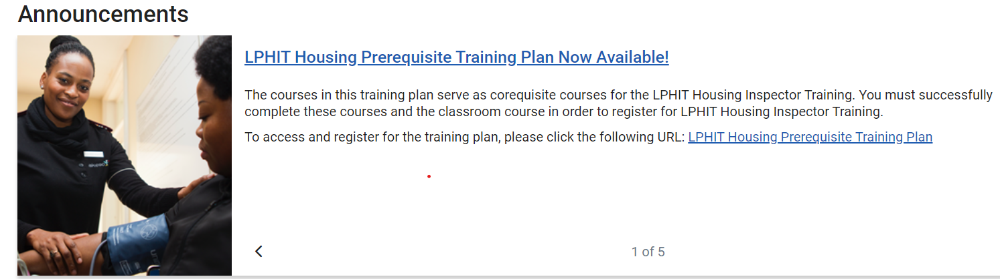 Announcements
LPHIT Housing Prerequisite Training Plan Now Available!
The courses in this training plan serve as corequisite courses for the LPHIT Housing Inspector Training. You must successfully
complete these courses and the classroom course in order to register for LPHIT Housing Inspector Training.
To access and register for the training plan, please click the following URL: LPHIT Housing Prerequisite Training Plan
1 of 5